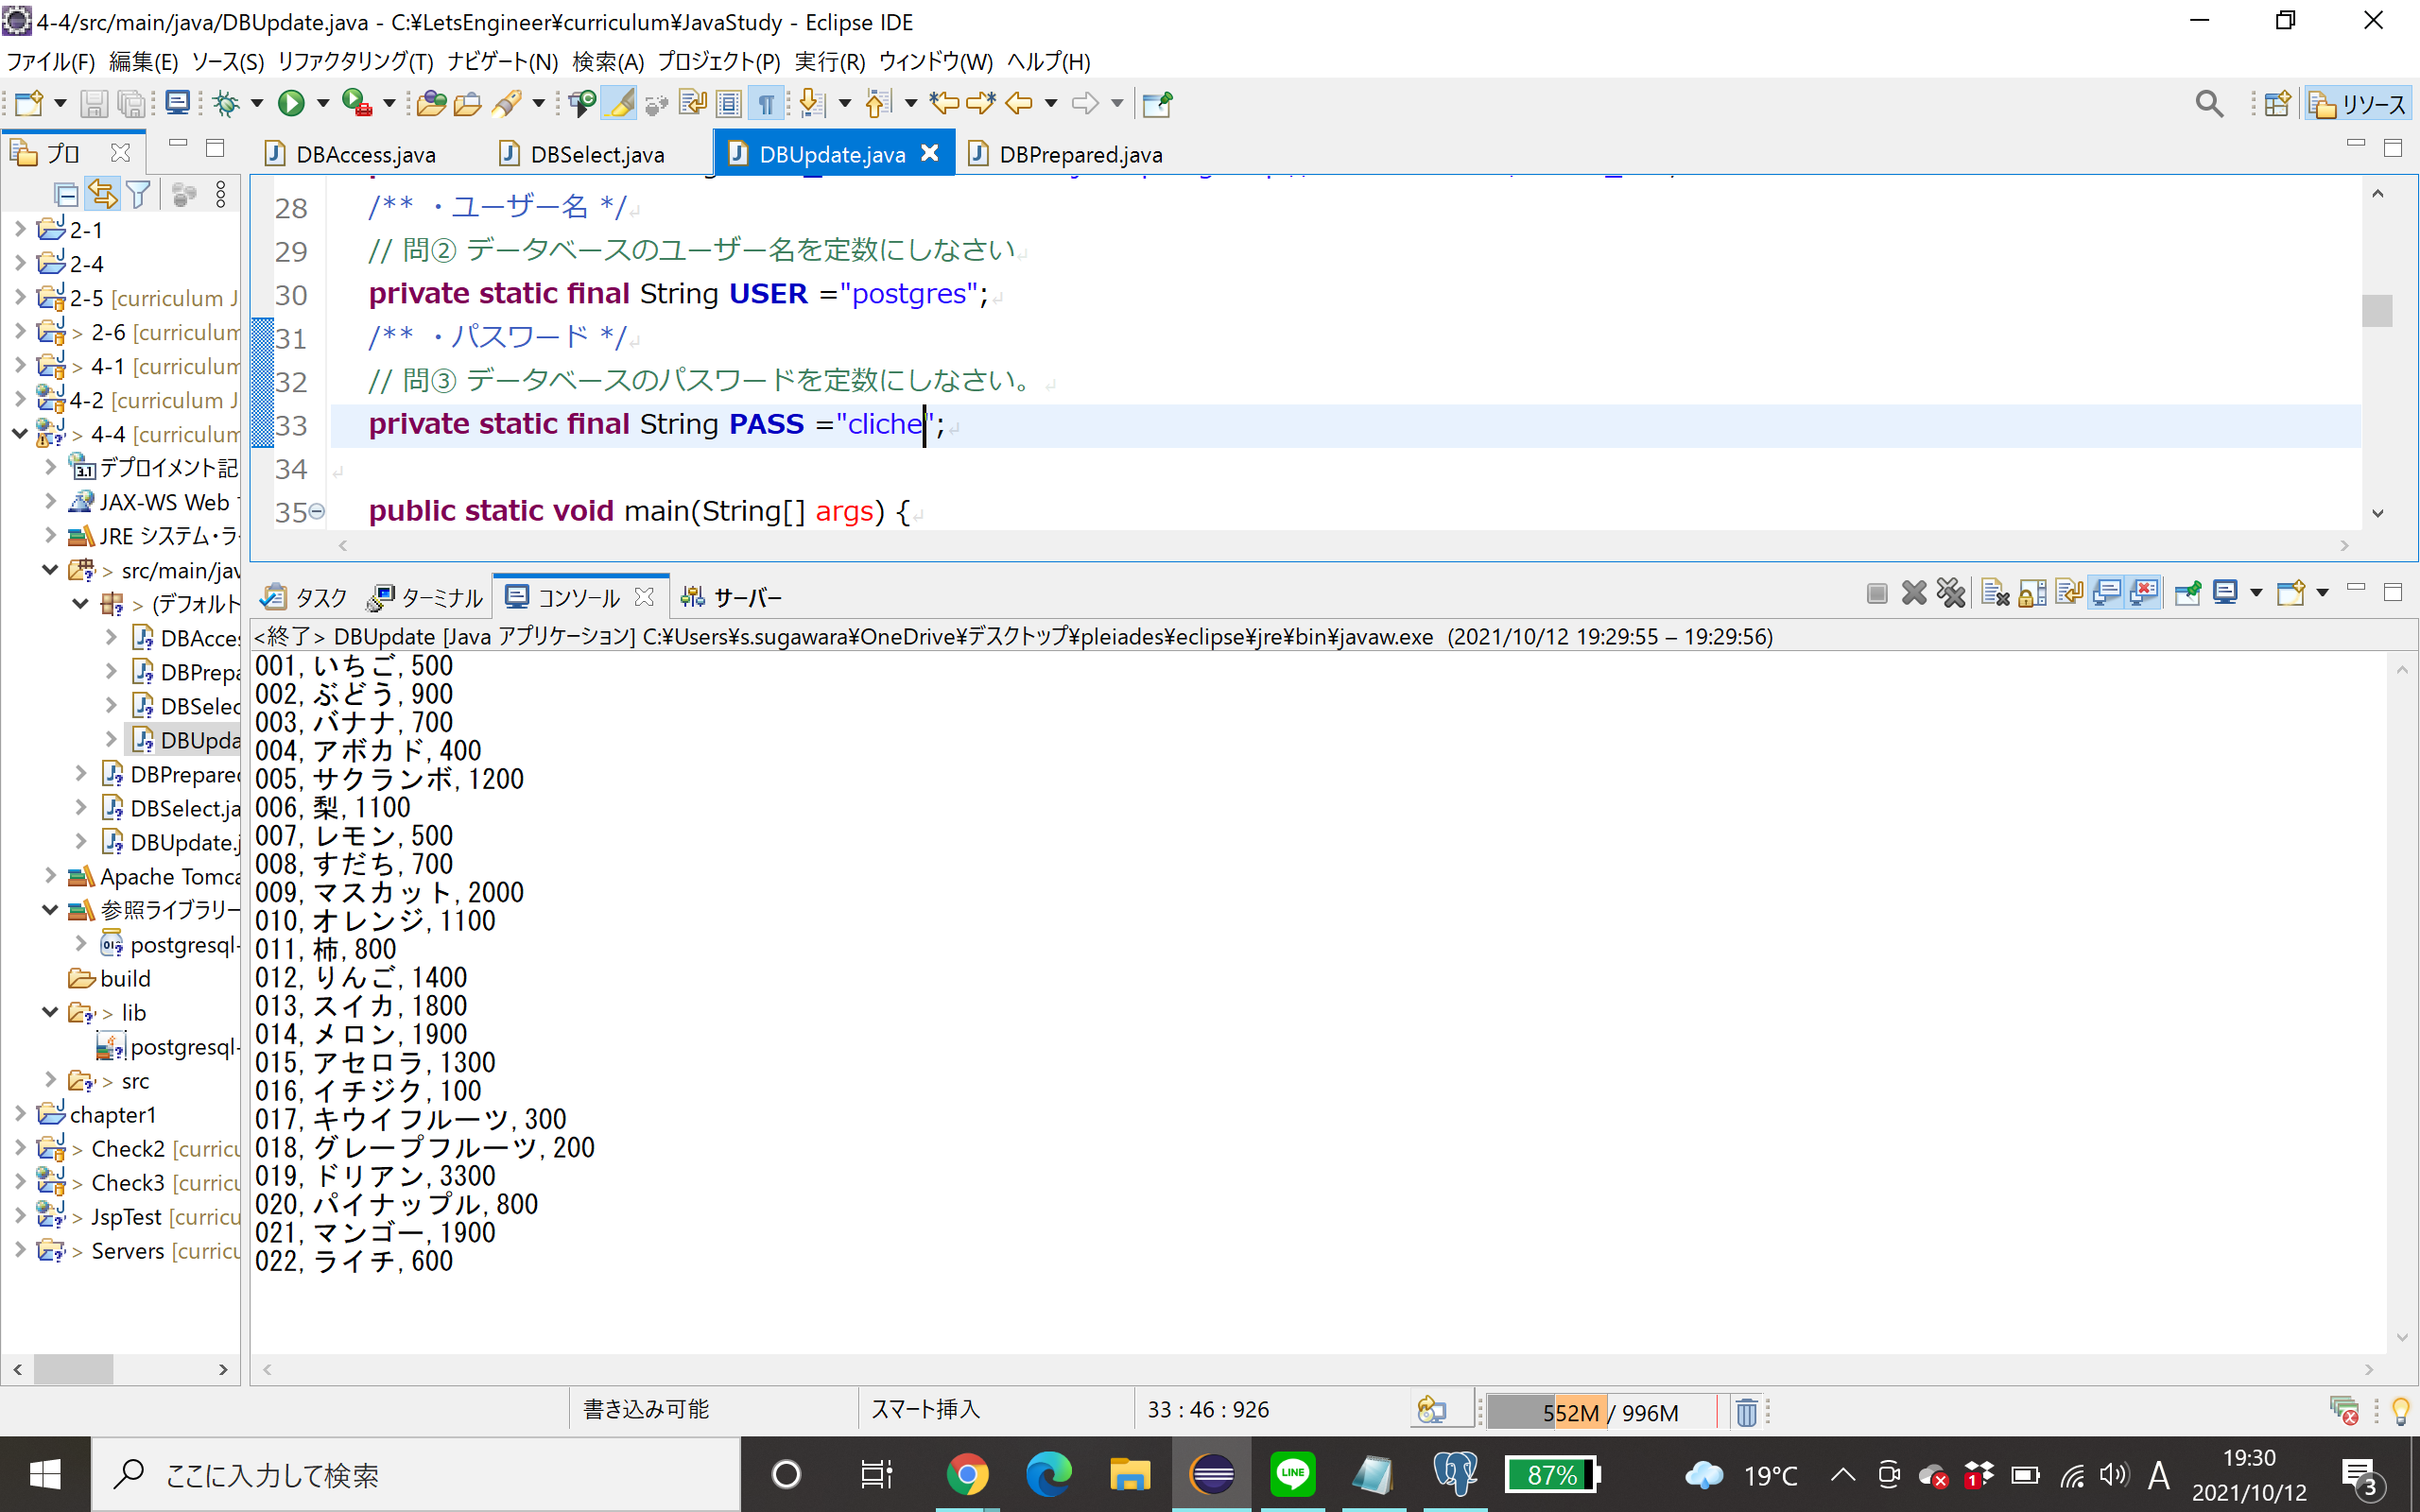 4-4/src/main/java/DBUpdate.java - C:¥LetsEngineer¥curriculum¥JavaStudy - Eclipse IDE
ファイル(F) 編集(E) ソース(S) リファクタリング(T) ナビゲート(N) 検索(A) プロジェクト(P) 実行(R) ウィンドウ(W) ヘルプ(H)
リソース
プロ
DBAccess.java
DBSelect.java
DBUpdate.java
DBPrepared.java
2-1
2-4
2-5 [curriculum J
> 2-6 [curriculum
> 4-1 [curriculum
4-2 [curriculum J
> 4-4 [curriculum
デプロイメント記
JAX-WS Web
JRE システム・ラ
> src/main/jav
> (デフォルト
DBAcce
DBPrepa
DBSelec
DBUpda
DBPrepare
DBSelect.ja
DBUpdate.j
Apache Tomca
参照ライブラリー
postgresql-
build
> lib
postgresql-
> src
chapter1
> Check2 [curricu
> Check3 [curricu
> JspTest [curricu
> Servers [curricu
28 /** ・ユーザー名 */
29 // 問② データベースのユーザー名を定数にしなさい
30 private static final String USER ="postgres";
31 /** ・パスワード */
32 // 問③ データベースのパスワードを定数にしなさい。
33 private static final String PASS ="cliche";
34
35 public static void main(String[] args) {
タスク ターミナル コンソール サーバー
<終了> DBUpdate [Java アプリケーション] C:¥Users¥s.sugawara¥OneDrive¥デスクトップ¥pleiades¥eclipse¥jre¥bin¥javaw.exe (2021/10/12 19:29:55 – 19:29:56)
001,いちご,500
002,ぶどう,900
003,バナナ,700
004,アボカド,400
005,サクランボ,1200
006,梨,1100
007,レモン,500
008,すだち,700
009,マスカット,2000
010,オレンジ,1100
011,柿,800
012,りんご,1400
013,スイカ,1800
014,メロン,1900
015,アセロラ,1300
016,イチジク,100
017,キウイフルーツ,300
018,グレープフルーツ,200
019,ドリアン,3300
020,パイナップル,800
021,マンゴー,1900
022,ライチ,600
書き込み可能
スマート挿入
33 : 46 : 926
552M / 996M
ここに入力して検索
LINE
87%
19°C
1
A
19:30
2021/10/12
3